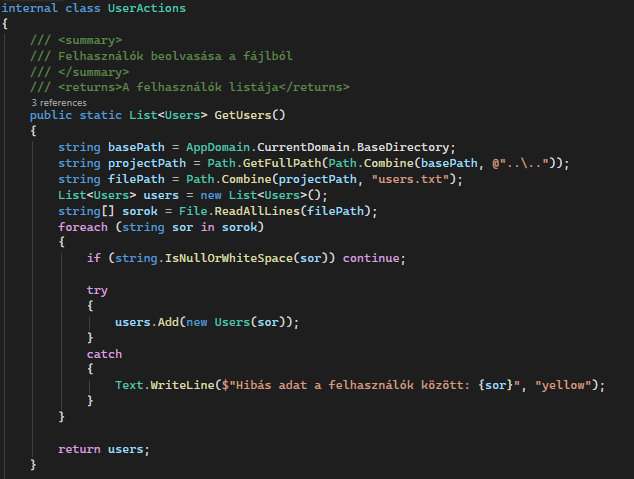 internal class UserActions
{
/// <summary>
/// Felhasználók beolvasása a fájlból
/// </summary>
/// <returns>A felhasználók listája</returns>
3 references
public static List<Users> GetUsers()
{
string basePath = AppDomain.CurrentDomain.BaseDirectory;
string projectPath = Path.GetFullPath(Path.Combine(basePath, @"..\.."));
string filePath = Path.Combine(projectPath, "users.txt");
List<Users> users = new List<Users>();
string[] sorok = File.ReadAllLines(filePath);
foreach (string sor in sorok)
{
if (string.IsNullOrWhiteSpace(sor)) continue;
try
{
users.Add(new Users(sor));
}
catch
{
Text.WriteLine($"Hibás adat a felhasználók között: {sor}", "yellow");
}
}
return users;
}